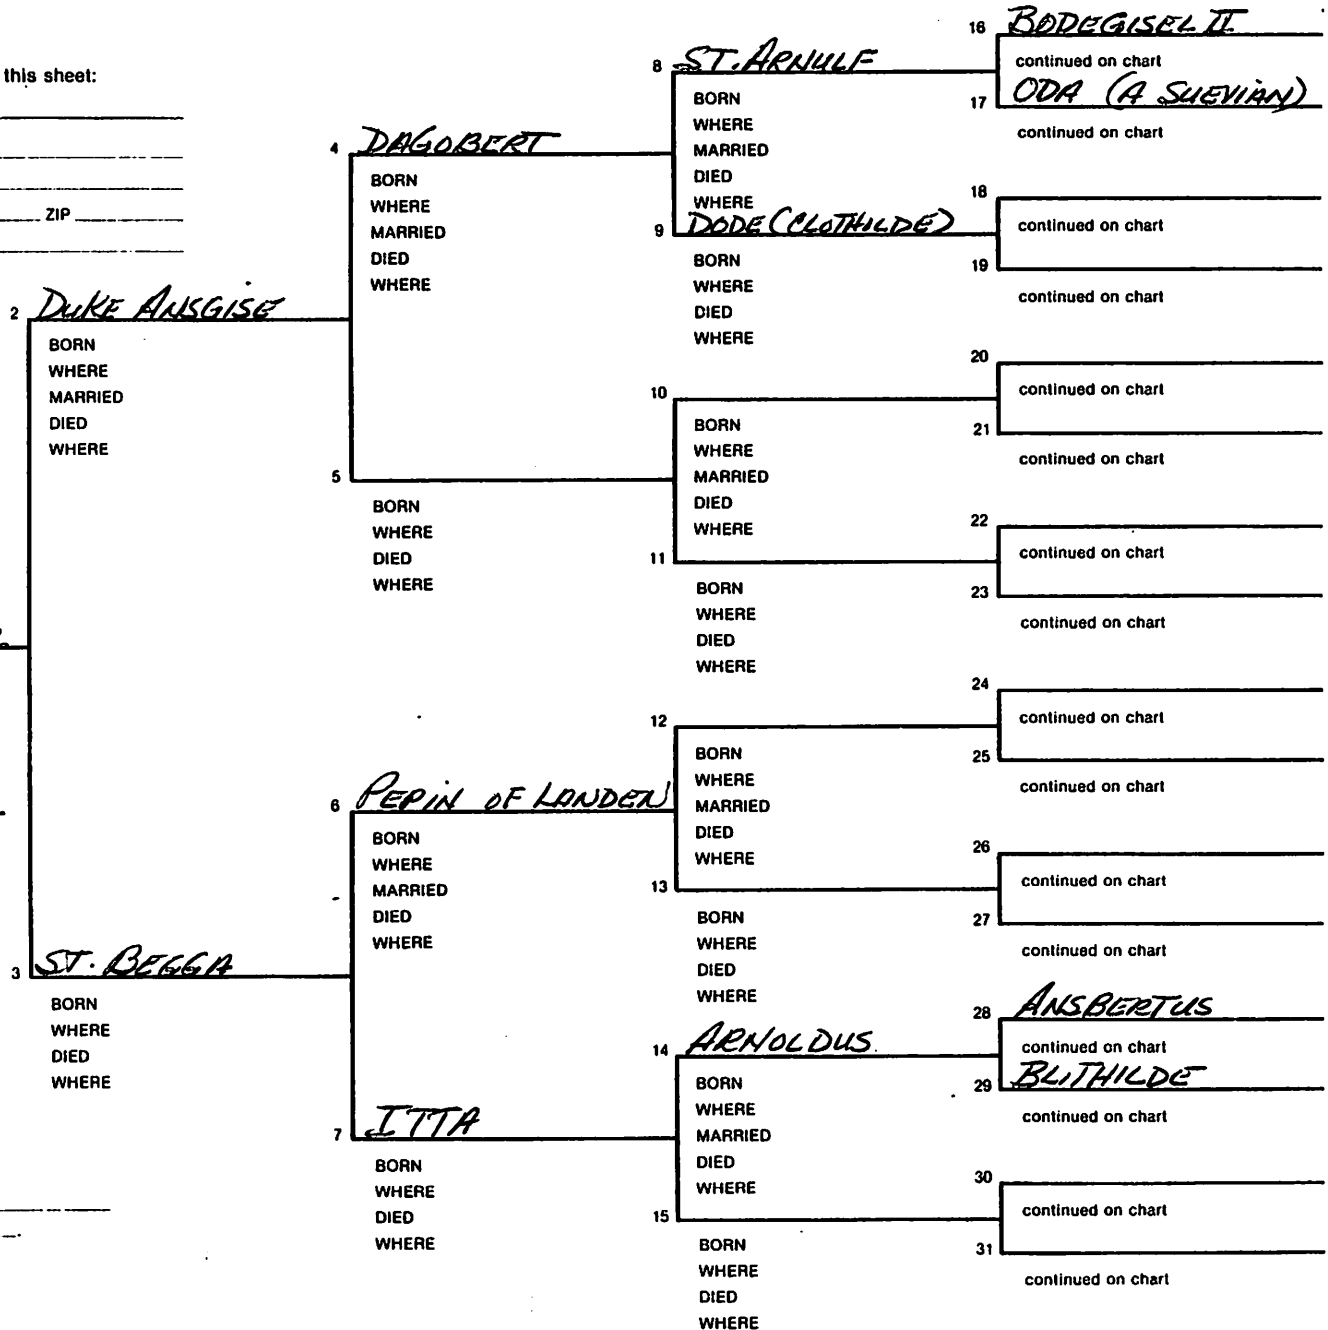 this sheet:
ZIP
2 DUKE ANSGISE
BORN
WHERE
MARRIED
DIED
WHERE
3 ST. BEGGA
BORN
WHERE
DIED
WHERE
4 DAGOBERT
BORN
WHERE
MARRIED
DIED
WHERE
5
BORN
WHERE
DIED
WHERE
6 PEPIN OF LANDEN
BORN
WHERE
MARRIED
DIED
WHERE
7 ITTA
BORN
WHERE
DIED
WHERE
8 ST. ARNULF
BORN
WHERE
MARRIED
DIED
WHERE
9 DODE (CLOTHILDE)
BORN
WHERE
DIED
WHERE
10
BORN
WHERE
MARRIED
DIED
WHERE
11
BORN
WHERE
DIED
WHERE
12
BORN
WHERE
MARRIED
DIED
WHERE
13
BORN
WHERE
DIED
WHERE
14 ARNOLDUS
BORN
WHERE
MARRIED
DIED
WHERE
15
BORN
WHERE
DIED
WHERE
16 BODEGISEL II
continued on chart
17 ODA (A SUEVIAN)
continued on chart
18
continued on chart
19
continued on chart
20
continued on chart
21
continued on chart
22
continued on chart
23
continued on chart
24
continued on chart
25
continued on chart
26
continued on chart
27
continued on chart
28 ANSBERTUS
continued on chart
29 BLITHILDE
continued on chart
30
continued on chart
31
continued on chart